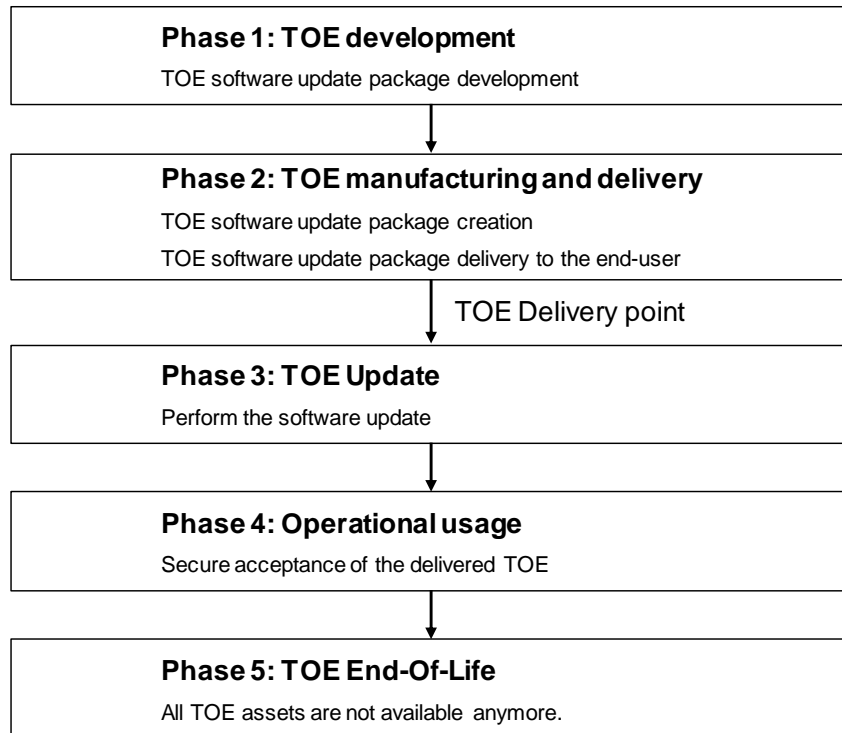 Phase 1: TOE development
TOE software update package development
Phase 2: TOE manufacturing and delivery
TOE software update package creation
TOE software update package delivery to the end-user
TOE Delivery point
Phase 3: TOE Update
Perform the software update
Phase 4: Operational usage
Secure acceptance of the delivered TOE
Phase 5: TOE End-Of-Life
All TOE assets are not available anymore.